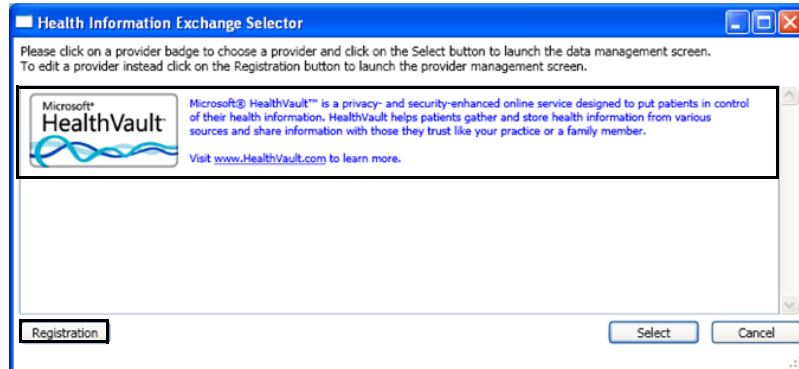 Health Information Exchange Selector
Please click on a provider badge to choose a provider and click on the Select button to launch the data management screen.
To edit a provider instead click on the Registration button to launch the provider management screen.
Microsoft®
HealthVault™
Microsoft® HealthVault™ is a privacy- and security-enhanced online service designed to put patients in control
of their health information. HealthVault helps patients gather and store health information from various
sources and share information with those they trust like your practice or a family member.
Visit www.HealthVault.com to learn more.
Registration
Select
Cancel